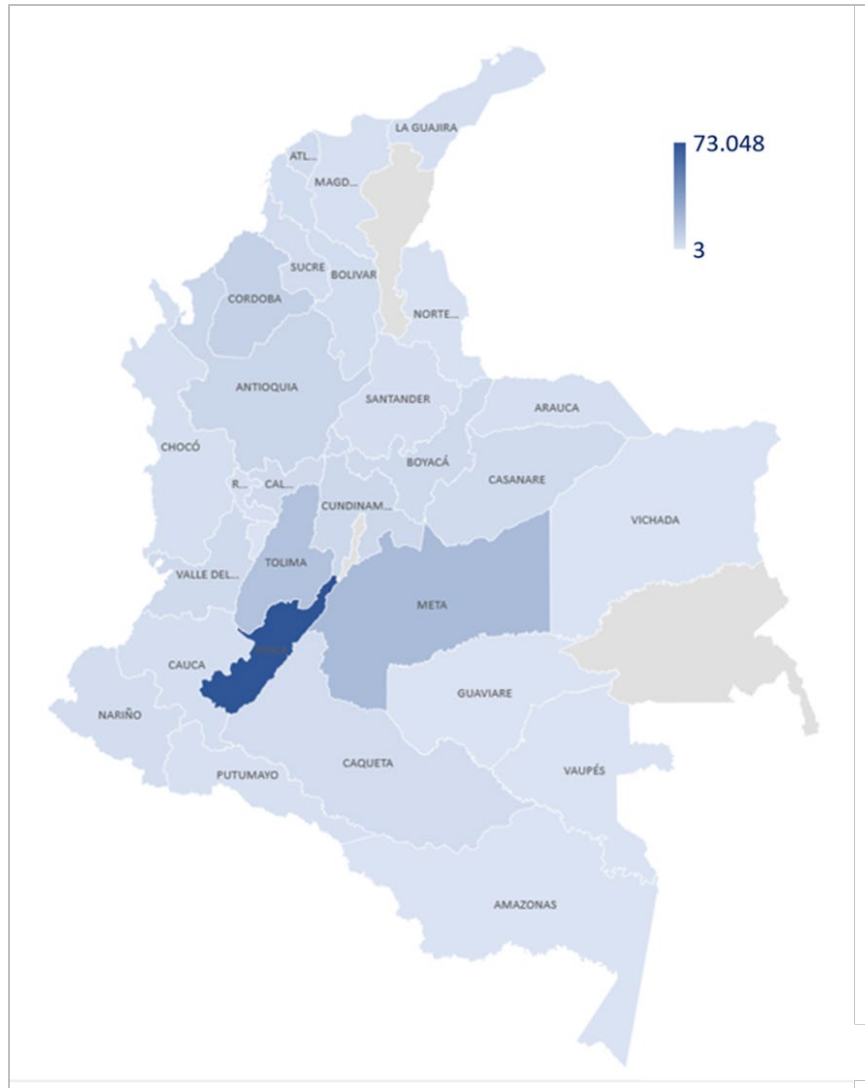 LA GUAJIRA
73.048
ATL...
MAGD...
3
SUCRE
BOLIVAR
CORDOBA
NORTE...
ANTIOQUIA
SANTANDER
ARAUCA
CHOCÓ
BOYACÁ
R...
CAL...
CASANARE
CUNDINAM...
VICHADA
TOLIMA
VALLE DEL...
META
CAUCA
GUAVIARE
NARIÑO
CAQUETA
PUTUMAYO
VAUPÉS
AMAZONAS